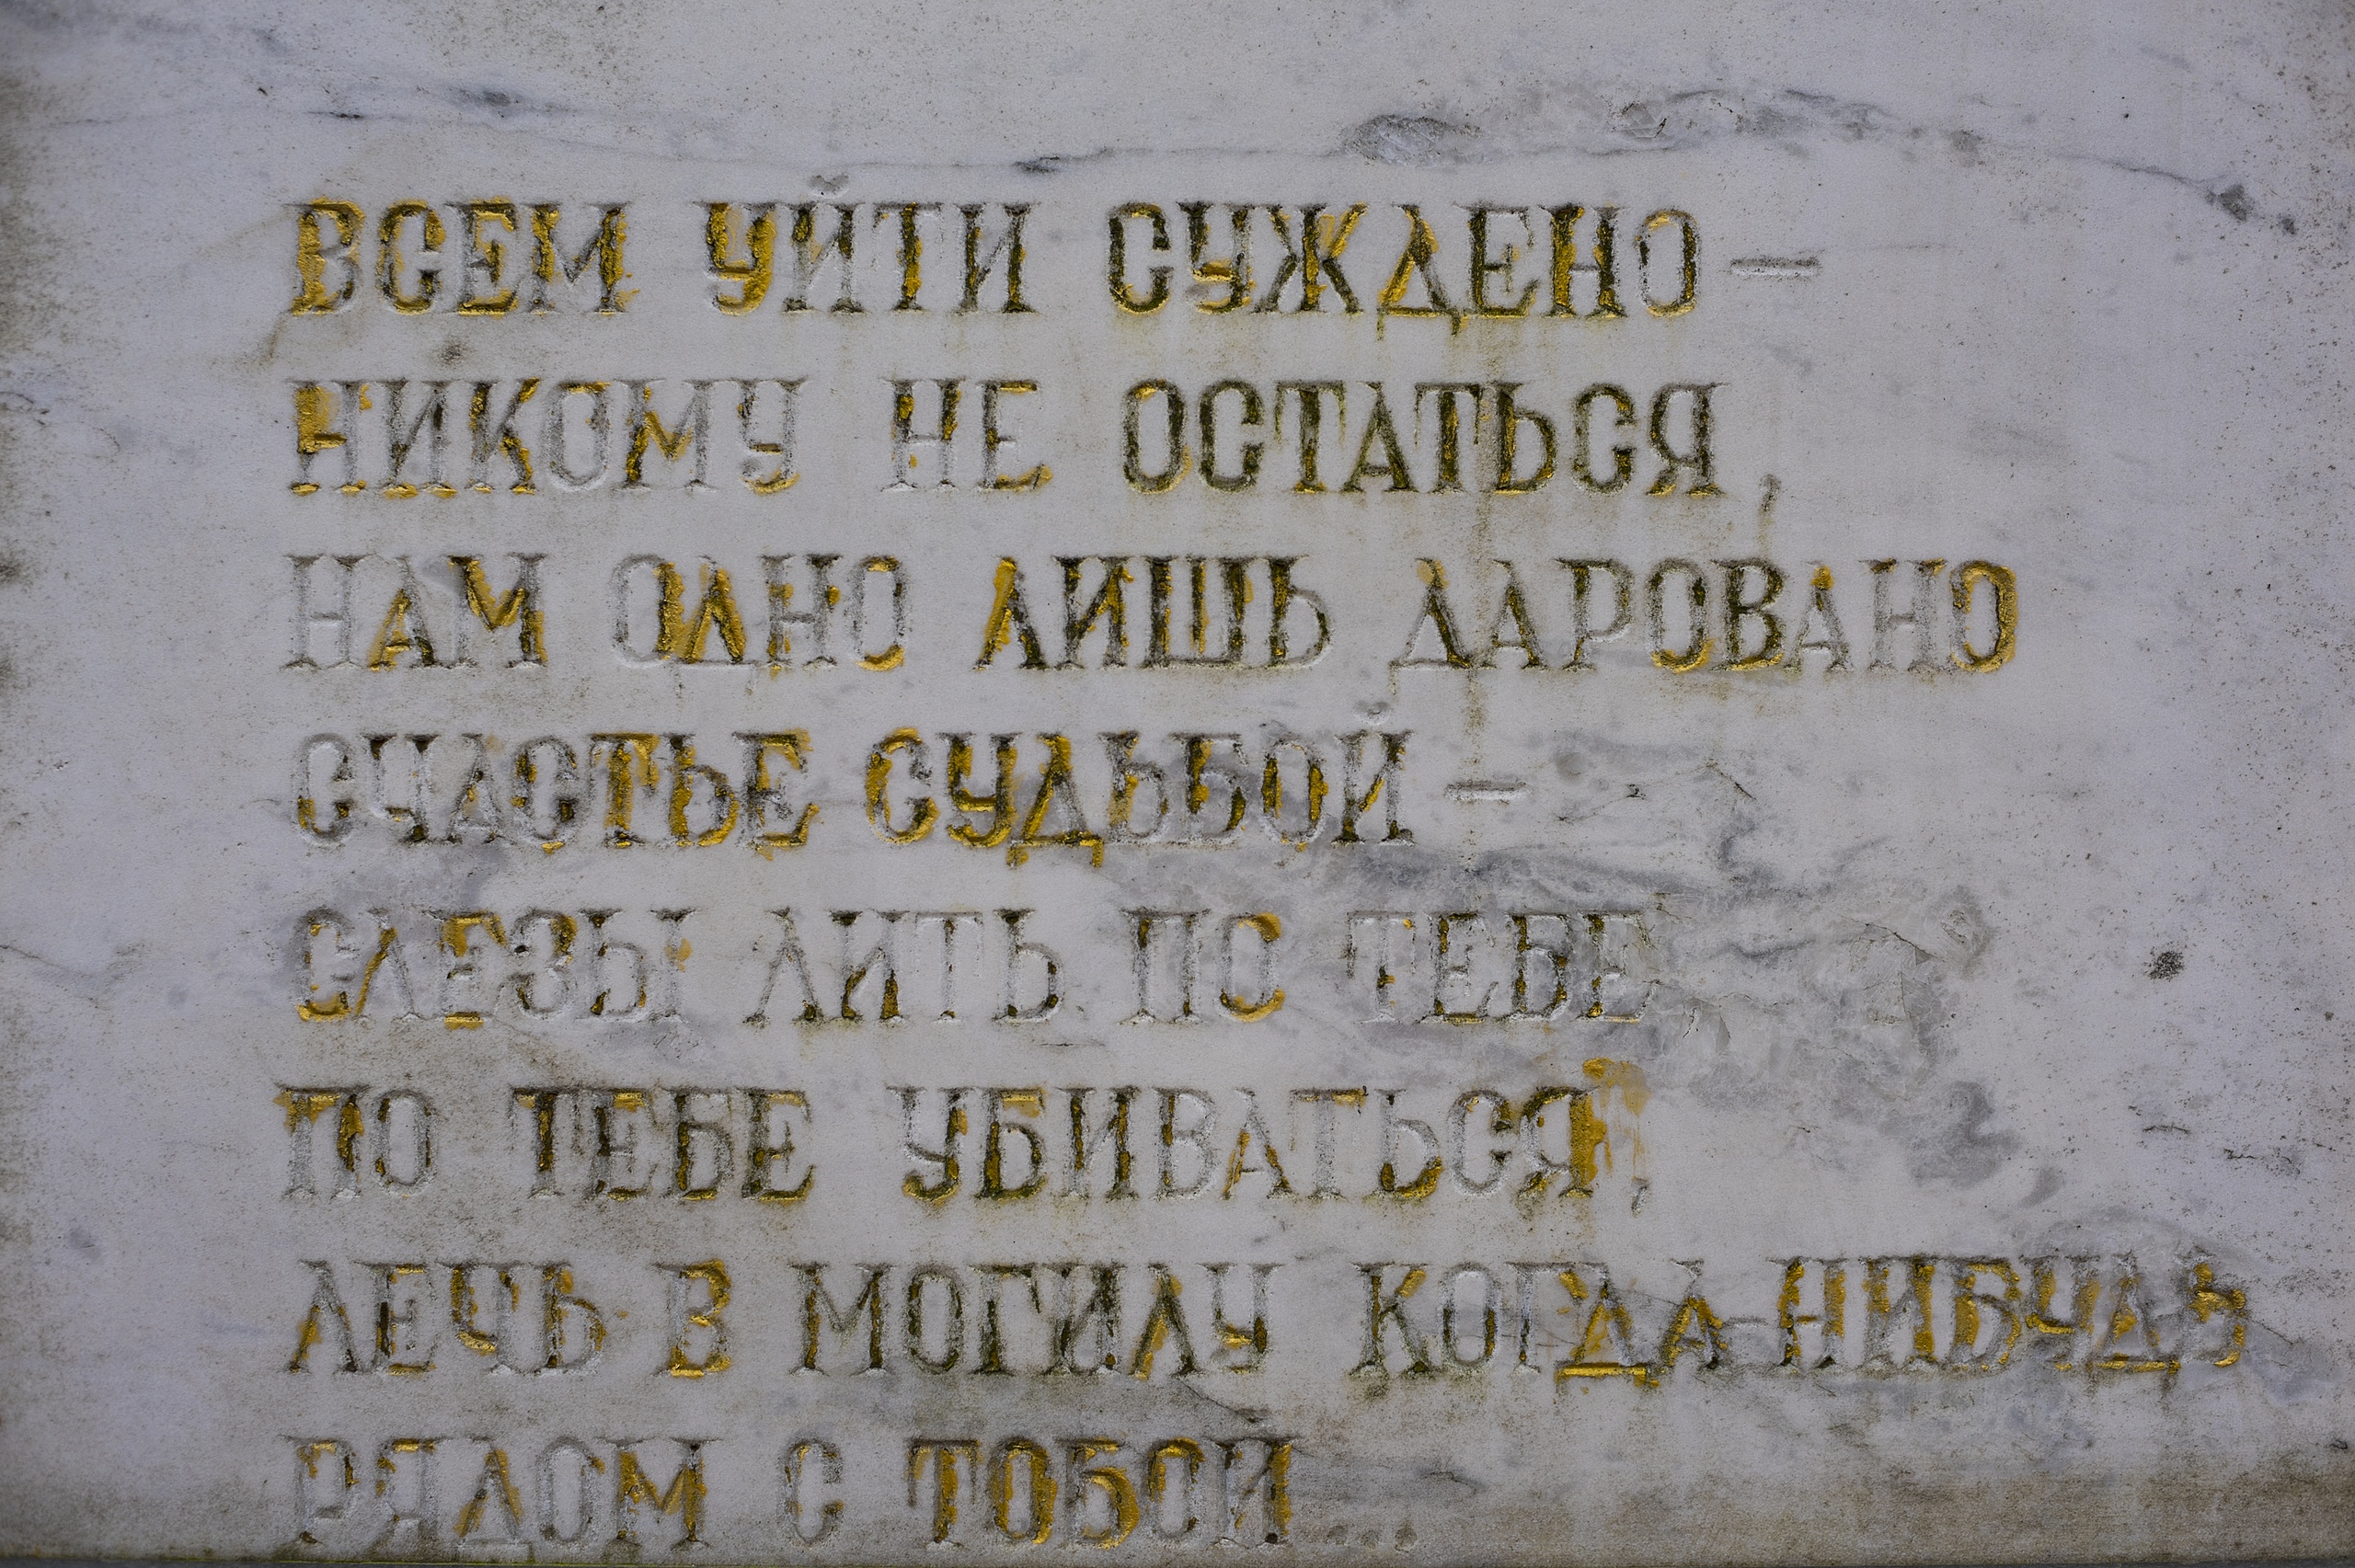 ВСЕМ УЙТИ СУЖДЕНО —
НИКОМУ НЕ ОСТАТЬСЯ,
НАМ ОДНО ЛИШЬ ДАРОВАНО
СЧАСТЬЕ СУДЬБОЙ —
СЛЕЗЫ ЛИТЬ ПО ТЕБЕ
ПО ТЕБЕ УБИВАТЬСЯ,
ЛЕЧЬ В МОГИЛУ КОГДА-НИБУДЬ
РЯДОМ С ТОБОЙ...